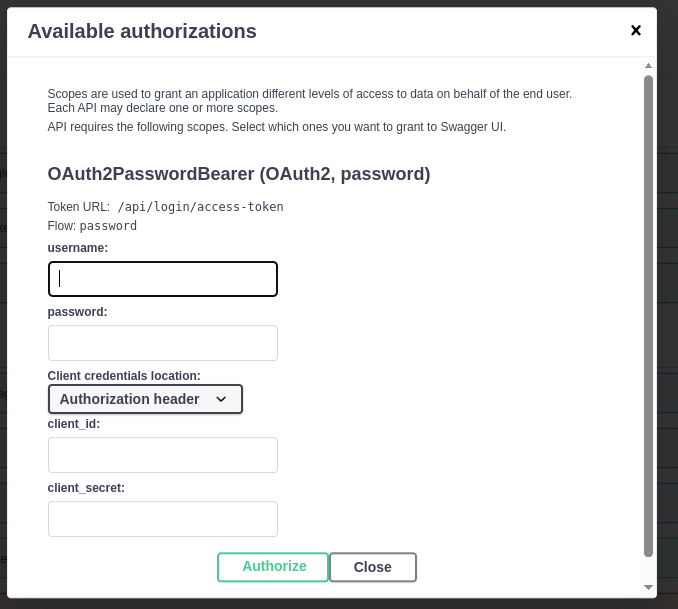 Available authorizations
Scopes are used to grant an application different levels of access to data on behalf of the end user.
Each API may declare one or more scopes.
API requires the following scopes. Select which ones you want to grant to Swagger UI.
OAuth2PasswordBearer (OAuth2, password)
Token URL: /api/login/access-token
Flow: password
username:
password:
Client credentials location:
Authorization header
client_id:
client_secret:
Authorize Close